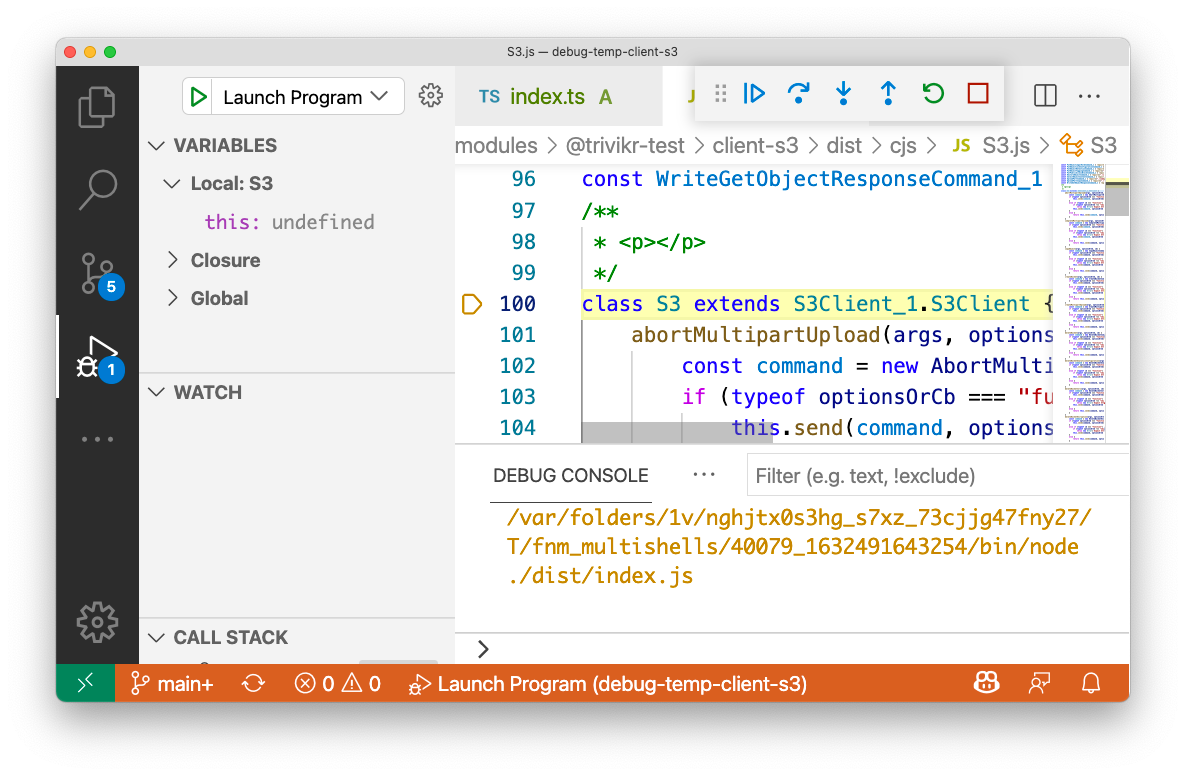 S3.js — debug-temp-client-s3
Launch Program
TS index.ts A
modules > @trivikr-test > client-s3 > dist > cjs > JS S3.js > S3
VARIABLES
Local: S3
this: undefined
Closure
Global
WATCH
CALL STACK
5
1
96 const WriteGetObjectResponseCommand_1
97 /**
98 * <p></p>
99 */
100 class S3 extends S3Client_1.S3Client {
101 abortMultipartUpload(args, options
102 const command = new AbortMulti
103 if (typeof optionsOrCb === "fu
104 this.send(command, options
DEBUG CONSOLE ··· Filter (e.g. text, !exclude)
/var/folders/1v/nghjtx0s3hg_s7xz_73cjjg47fny27/
T/fnm_multishells/40079_1632491643254/bin/node
./dist/index.js
main+ 0 0 Launch Program (debug-temp-client-s3)